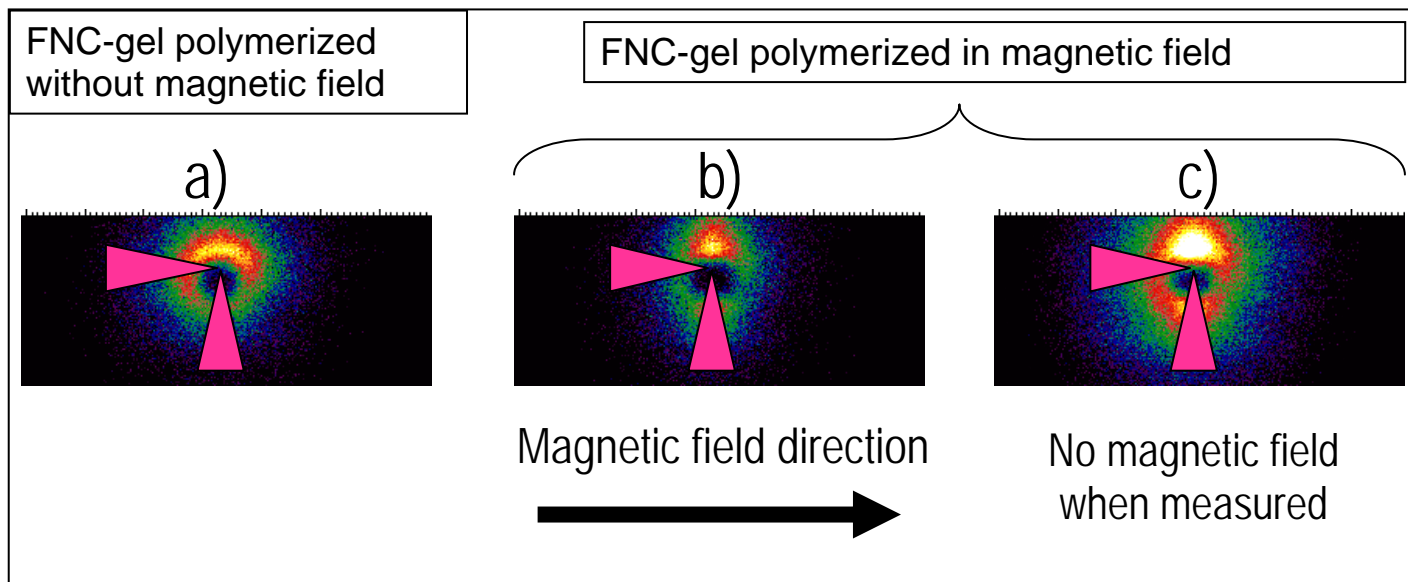 FNC-gel polymerized
without magnetic field
FNC-gel polymerized in magnetic field
a)
b)
c)
Magnetic field direction
No magnetic field
when measured